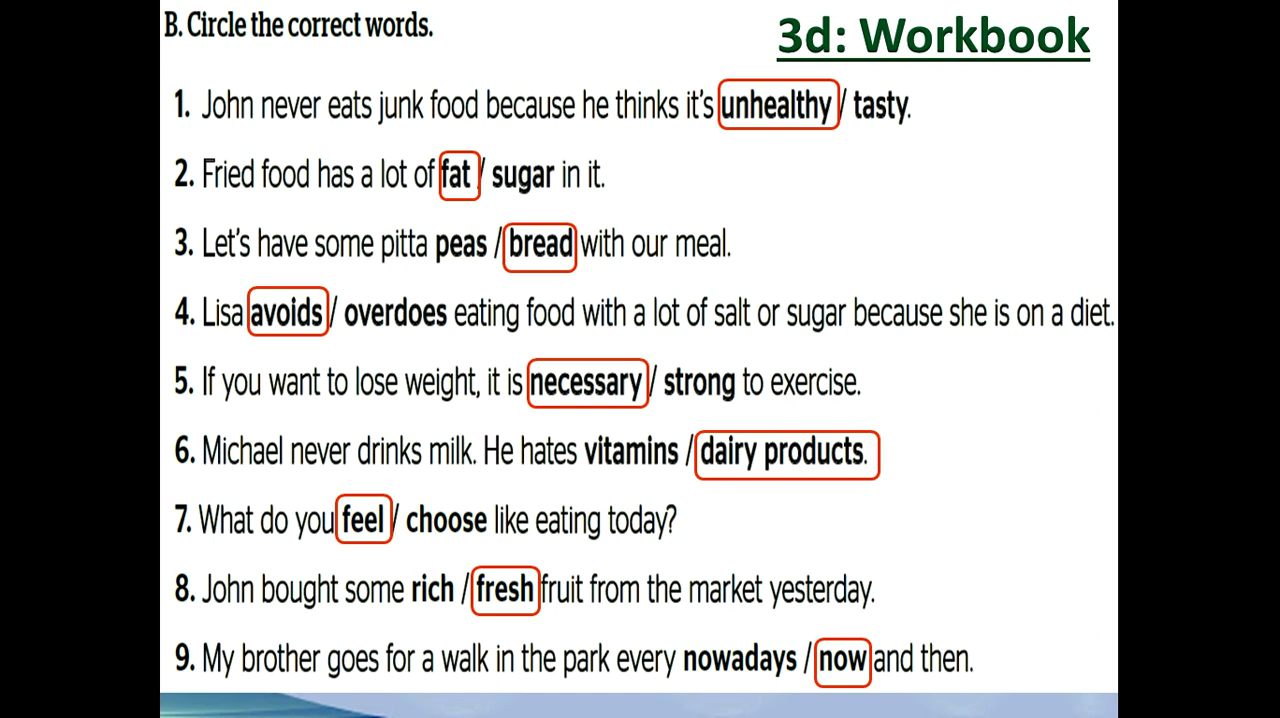 B. Circle the correct words.
3d: Workbook
1. John never eats junk food because he thinks it's unhealthy / tasty.
2. Fried food has a lot of fat / sugar in it.
3. Let's have some pitta peas / bread with our meal.
4. Lisa avoids / overdoes eating food with a lot of salt or sugar because she is on a diet.
5. If you want to lose weight, it is necessary / strong to exercise.
6. Michael never drinks milk. He hates vitamins / dairy products.
7. What do you feel / choose like eating today?
8. John bought some rich / fresh fruit from the market yesterday.
9. My brother goes for a walk in the park every nowadays / now and then.